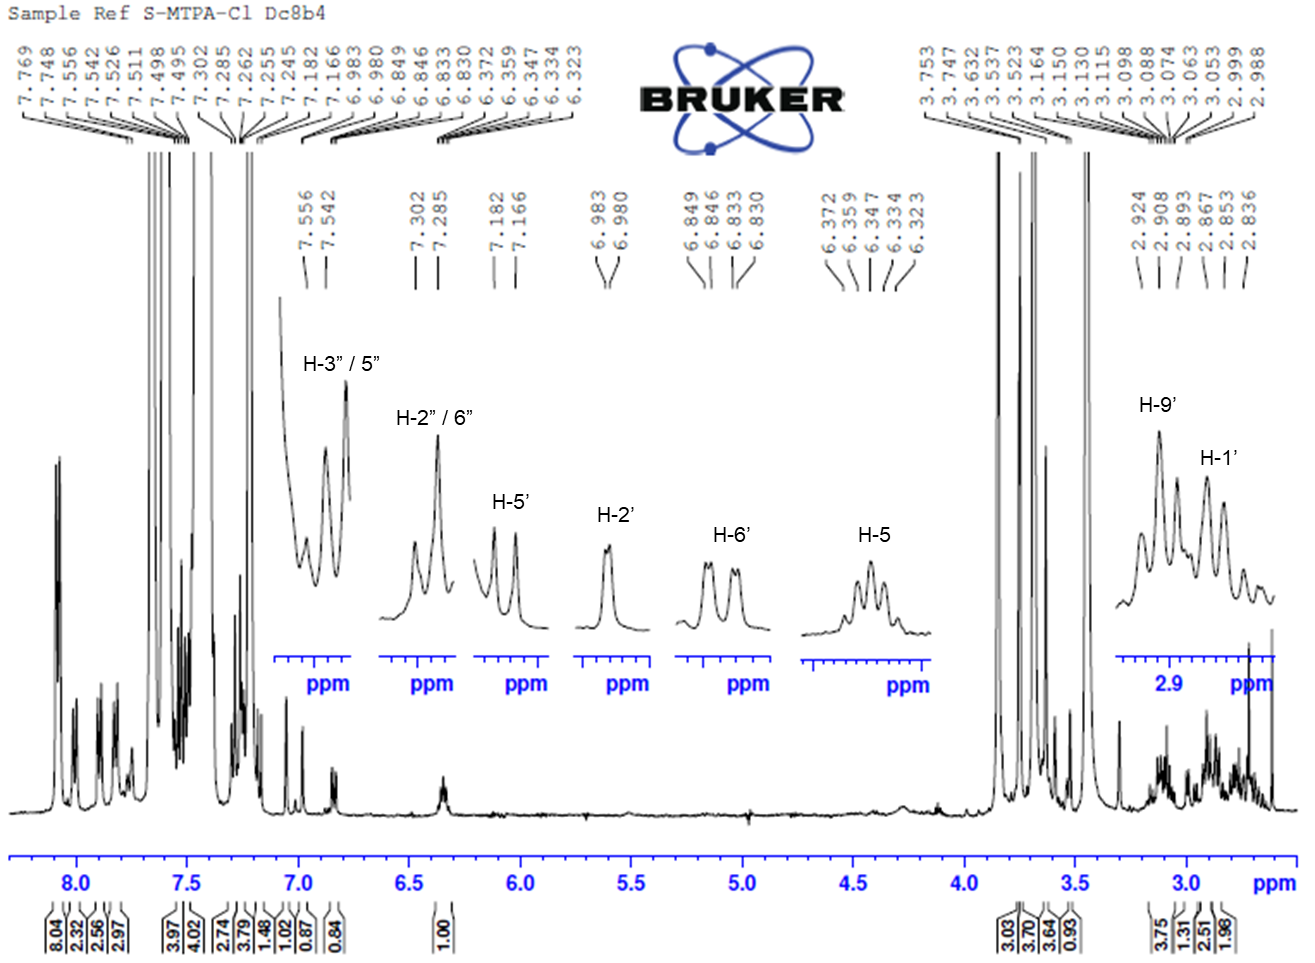 Sample Ref S-MTPA-Cl Dc8b4
7.769 7.748 7.556 7.542 7.526 7.511 7.498 7.495 7.302 7.285 7.262 7.255 7.245 7.182 7.166 6.983 6.980 6.849 6.846 6.833 6.830 6.372 6.359 6.347 6.334 6.323
3.753 3.747 3.632 3.537 3.523 3.164 3.150 3.130 3.115 3.098 3.088 3.074 3.063 3.053 2.999 2.988
BRUKER
7.556 7.542
7.302 7.285
7.182 7.166
6.983 6.980
6.849 6.846 6.833 6.830
6.372 6.359 6.347 6.334 6.323
2.924 2.908 2.893 2.867 2.853 2.836
H-3” / 5”
H-2” / 6”
H-5’
H-2’
H-6’
H-5
H-9’
H-1’
ppm
ppm
ppm
ppm
ppm
ppm
2.9 ppm
8.0 7.5 7.0 6.5 6.0 5.5 5.0 4.5 4.0 3.5 3.0 ppm
8.04 2.32 2.56 2.97 3.97 4.02 2.74 3.79 1.48 1.02 0.87 0.84 1.00 3.03 3.70 3.64 0.93 3.75 1.31 2.51 1.98